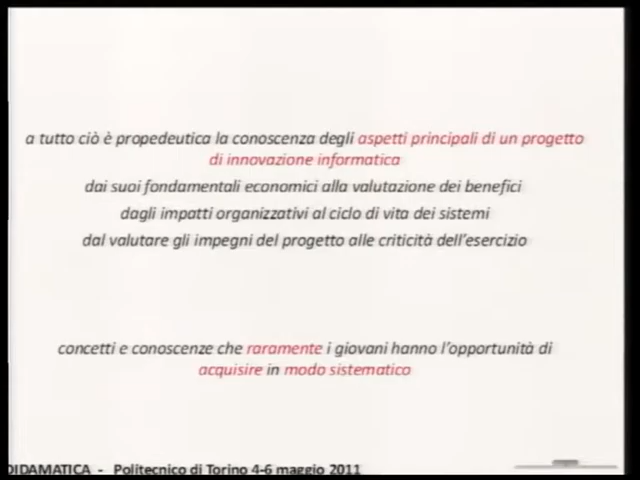 a tutto ciò è propedeutica la conoscenza degli aspetti principali di un progetto
di innovazione informatica
dai suoi fondamentali economici alla valutazione dei benefici
dagli impatti organizzativi al ciclo di vita dei sistemi
dal valutare gli impegni del progetto alle criticità dell'esercizio
concetti e conoscenze che raramente i giovani hanno l'opportunità di
acquisire in modo sistematico
DIDAMATICA - Politecnico di Torino 4-6 maggio 2011